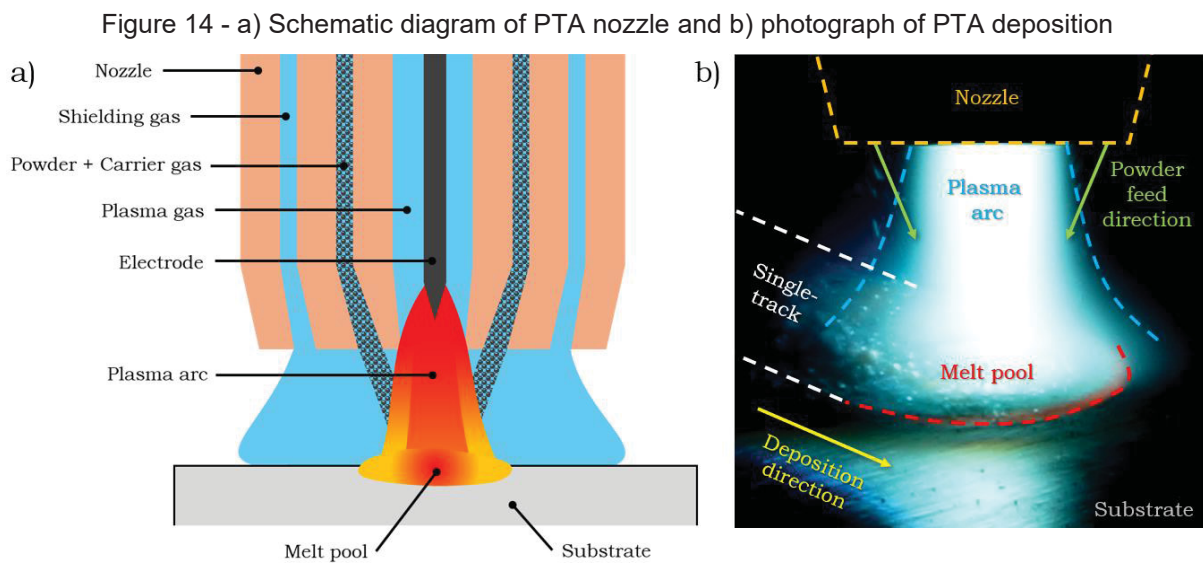 Figure 14 - a) Schematic diagram of PTA nozzle and b) photograph of PTA deposition
a)
Nozzle
Shielding gas
Powder + Carrier gas
Plasma gas
Electrode
Plasma arc
Melt pool
Substrate
b)
Nozzle
Plasma
arc
Powder
feed
direction
Single-
track
Melt pool
Deposition
direction
Substrate